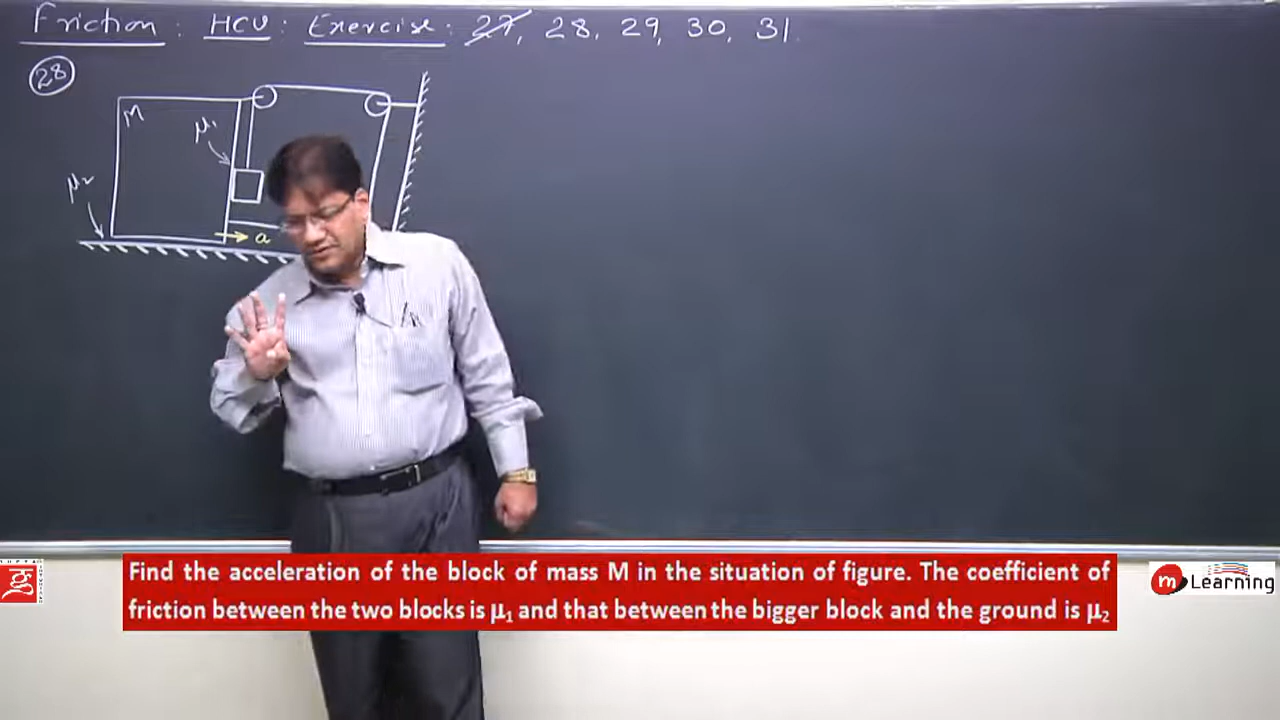 Friction : HCV : Exercise : 27, 28, 29, 30, 31.
28
M
μ1
μ2
a
Find the acceleration of the block of mass M in the situation of figure. The coefficient of
friction between the two blocks is μ1 and that between the bigger block and the ground is μ2
m Learning